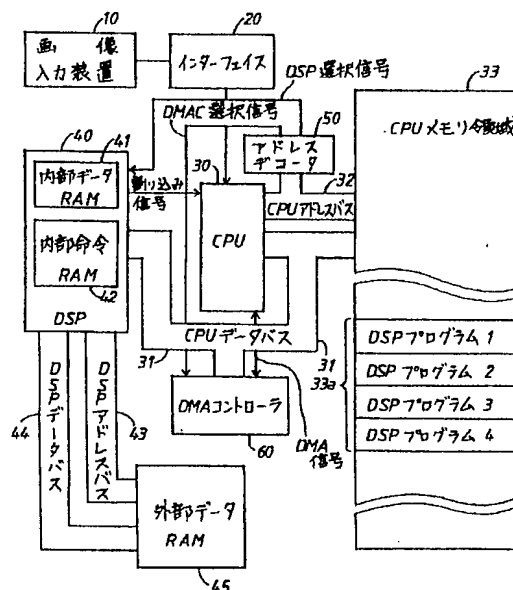 10
画像
入力装置
20
インターフェイス
DSP選択信号
33
DMAC選択信号
50
アドレス
デコーダ
CPUメモリ領域
40
41
内部データ
RAM
割り込み
信号
30
CPU
32
CPUアドレスバス
内部命令
RAM
42
DSP
CPUデータバス
31
31
33a
DSPプログラム1
DSPプログラム2
DSPプログラム3
DSPプログラム4
DMAコントローラ
60
DMA
信号
44
DSPデータバス
DSPアドレスバス
43
外部データ
RAM
45